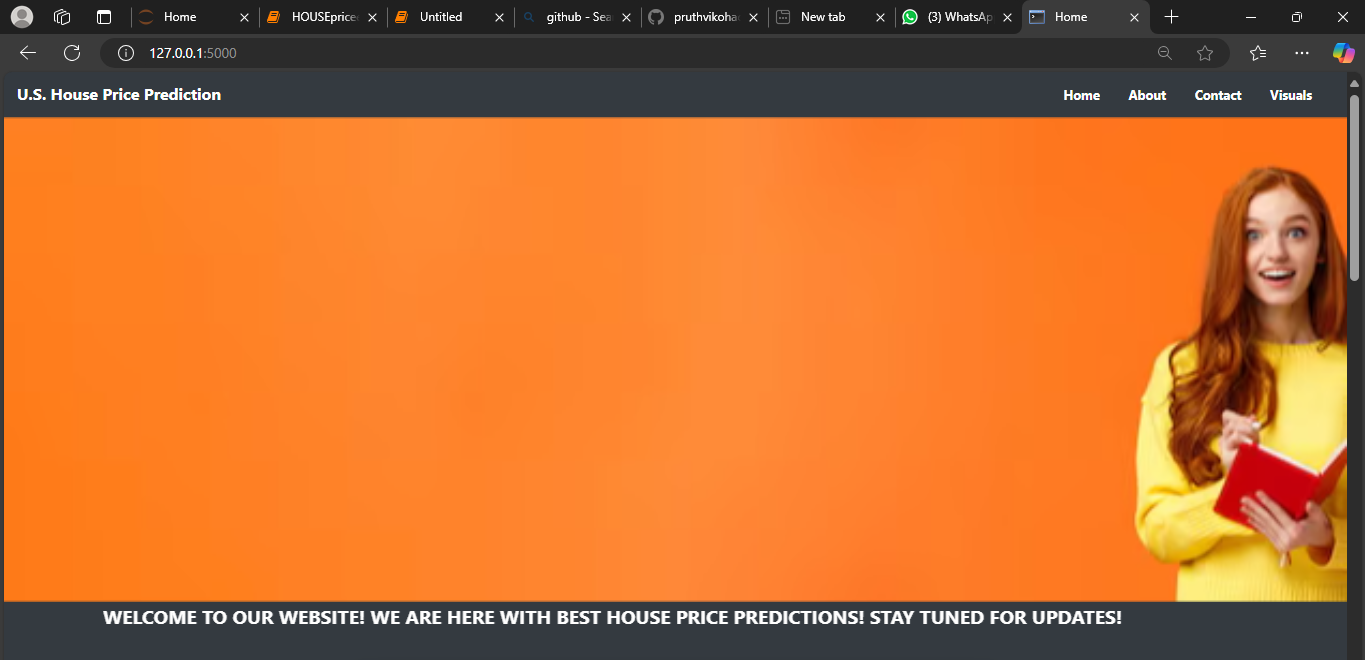 Home
HOUSEprice
Untitled
github - Sea
pruthvikoha
New tab
(3) WhatsAp
Home
127.0.0.1:5000
U.S. House Price Prediction
Home About Contact Visuals
WELCOME TO OUR WEBSITE! WE ARE HERE WITH BEST HOUSE PRICE PREDICTIONS! STAY TUNED FOR UPDATES!